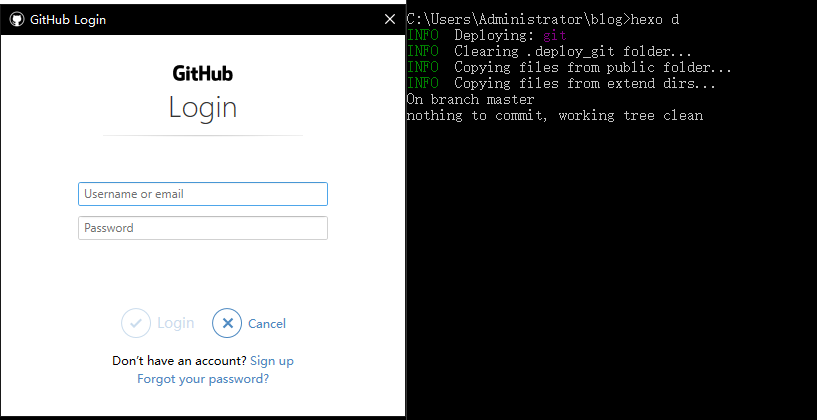 GitHub Login
GitHub
Login
Username or email
Password
Login
Cancel
Don't have an account? Sign up
Forgot your password?
C:\Users\Administrator\blog>hexo d
INFO  Deploying: git
INFO  Clearing .deploy_git folder...
INFO  Copying files from public folder...
INFO  Copying files from extend dirs...
On branch master
nothing to commit, working tree clean